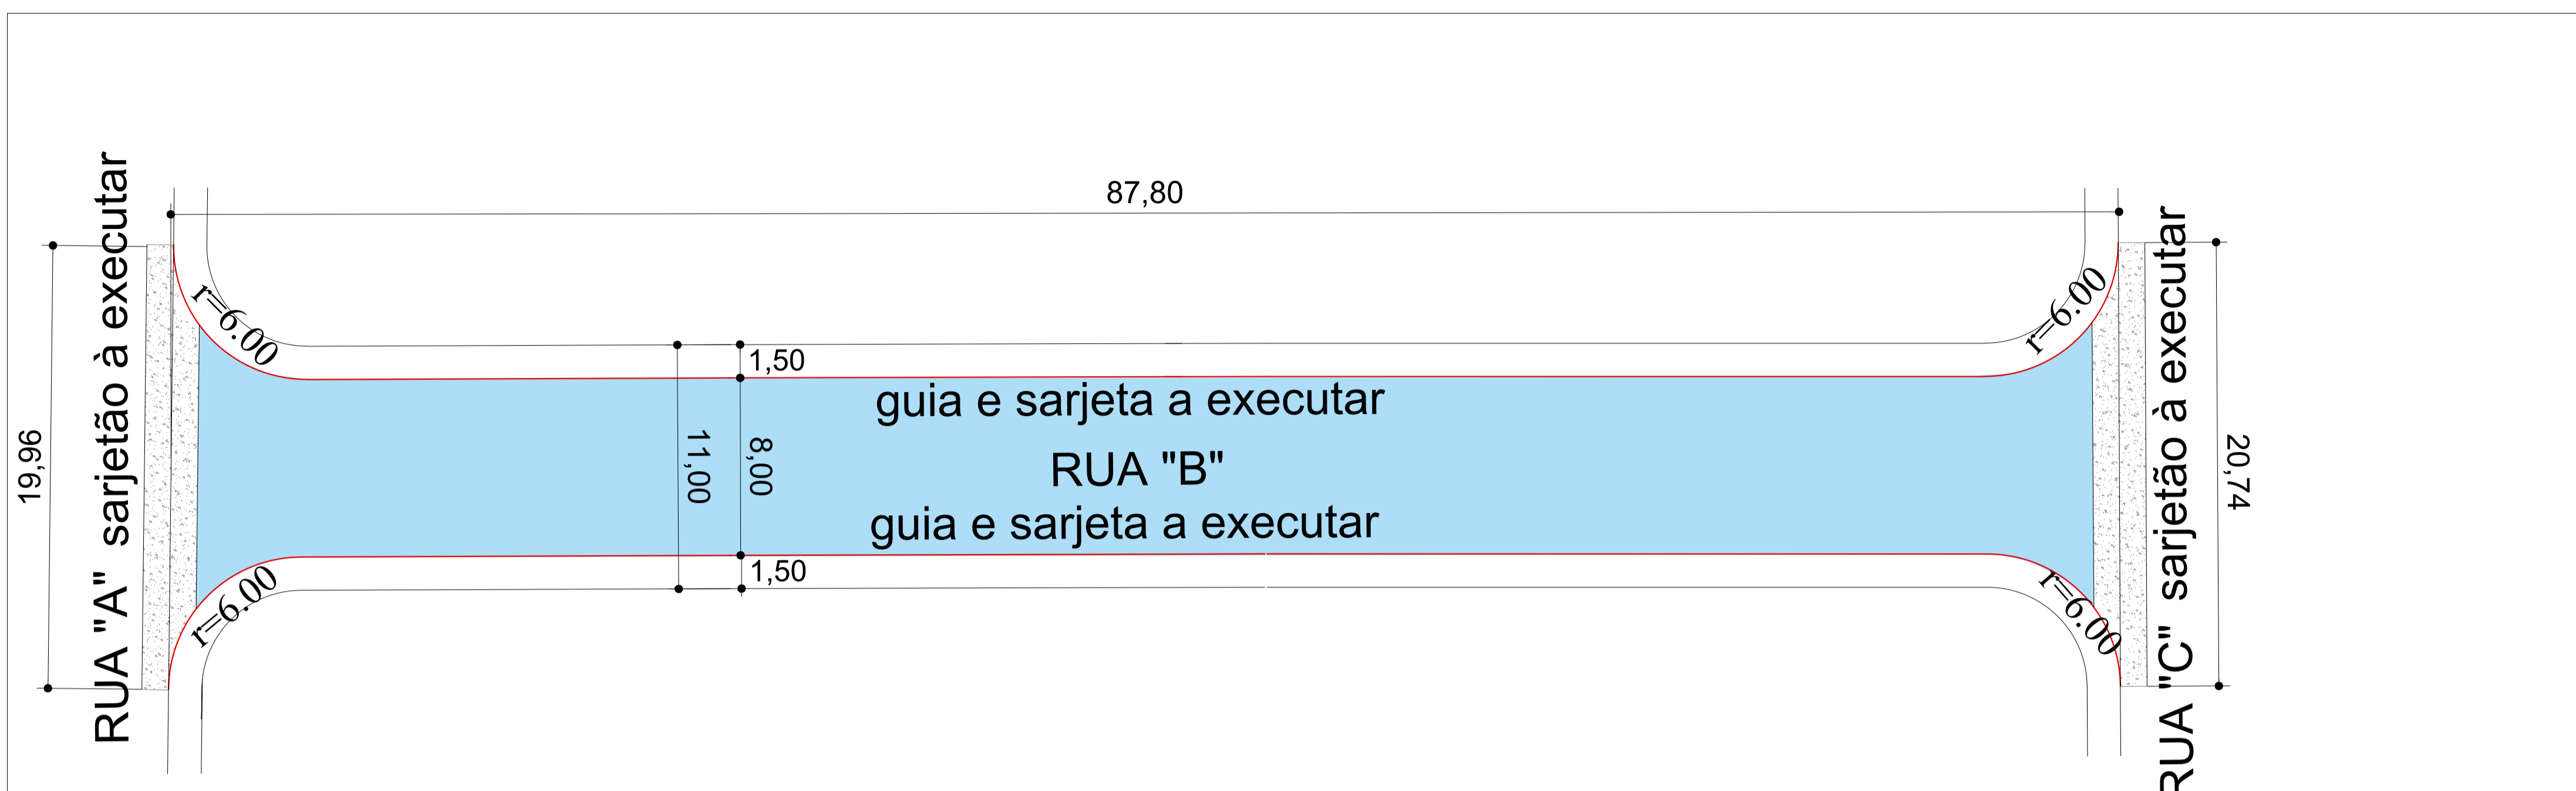 87,80
RUA "A" sarjetão à executar
19,96
r=6.00
r=6.00
1,50
11,00
8,00
1,50
guia e sarjeta a executar
RUA "B"
guia e sarjeta a executar
r=6.00
r=6.00
RUA "C" sarjetão à executar
20,74